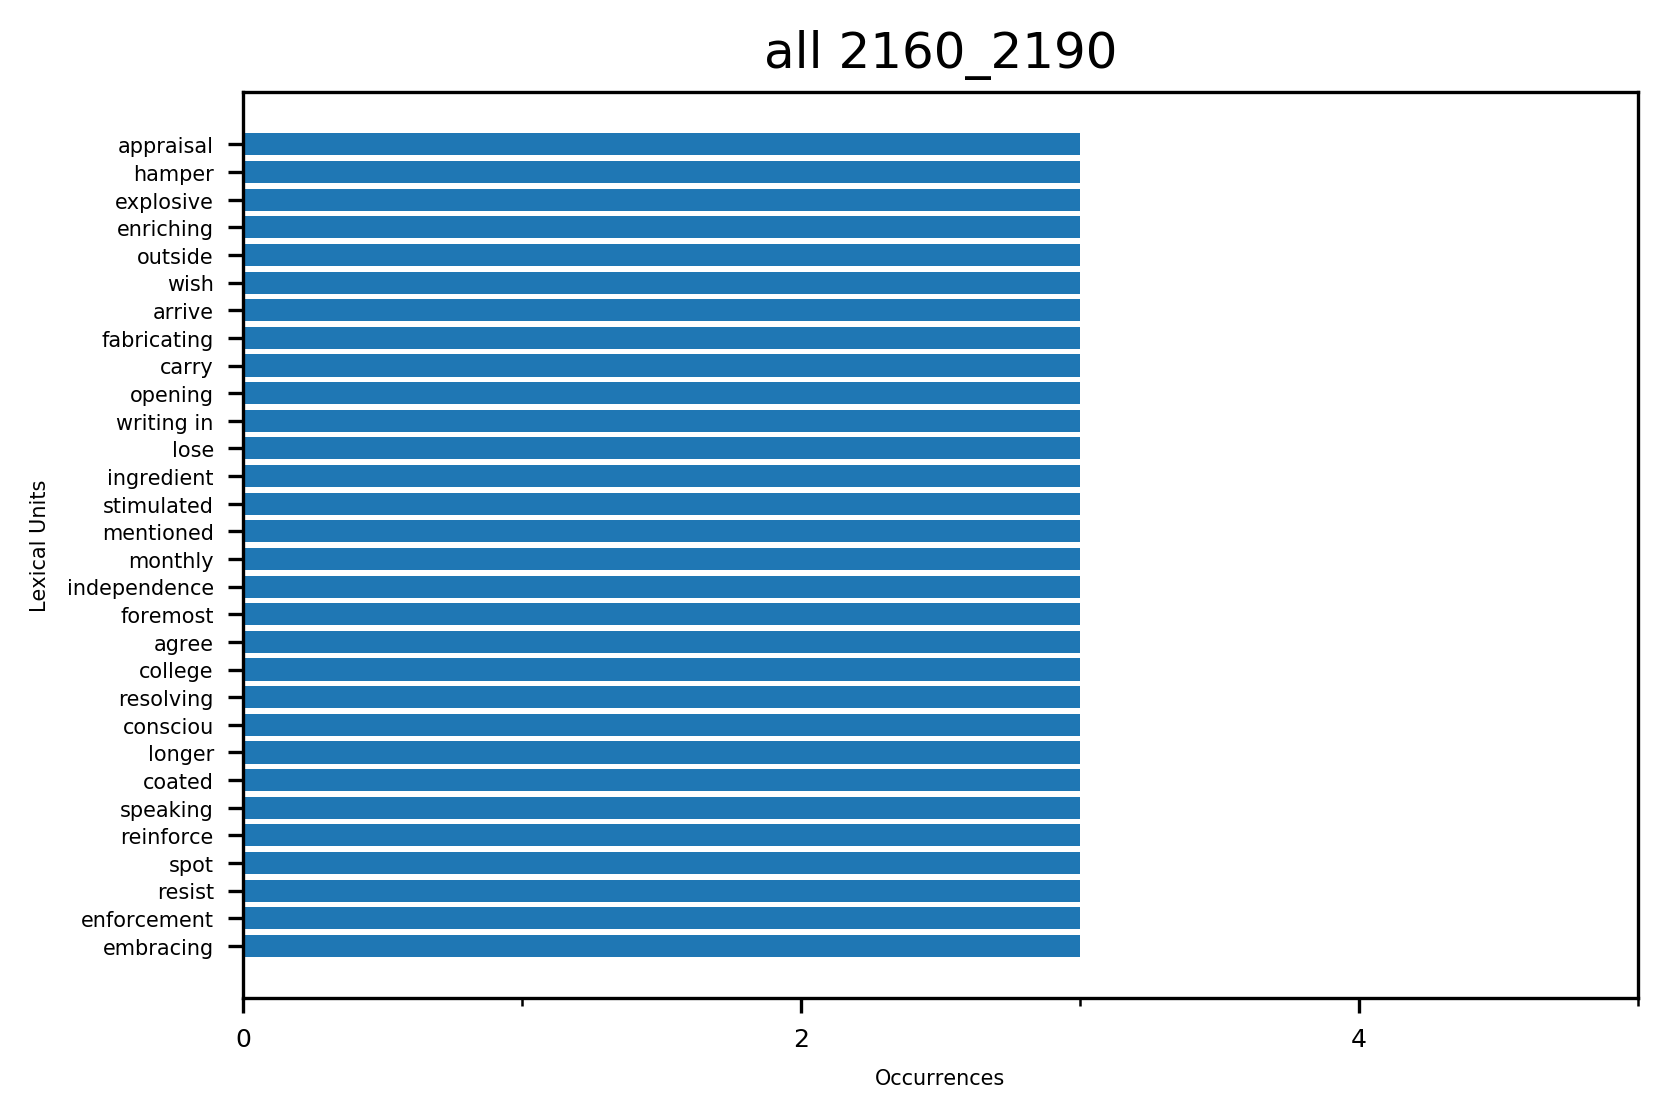 all 2160_2190
appraisal
hamper
explosive
enriching
outside
wish
arrive
fabricating
carry
opening
writing in
lose
ingredient
stimulated
mentioned
monthly
independence
foremost
agree
college
resolving
consciou
longer
coated
speaking
reinforce
spot
resist
enforcement
embracing
Lexical Units
0 2 4
Occurrences